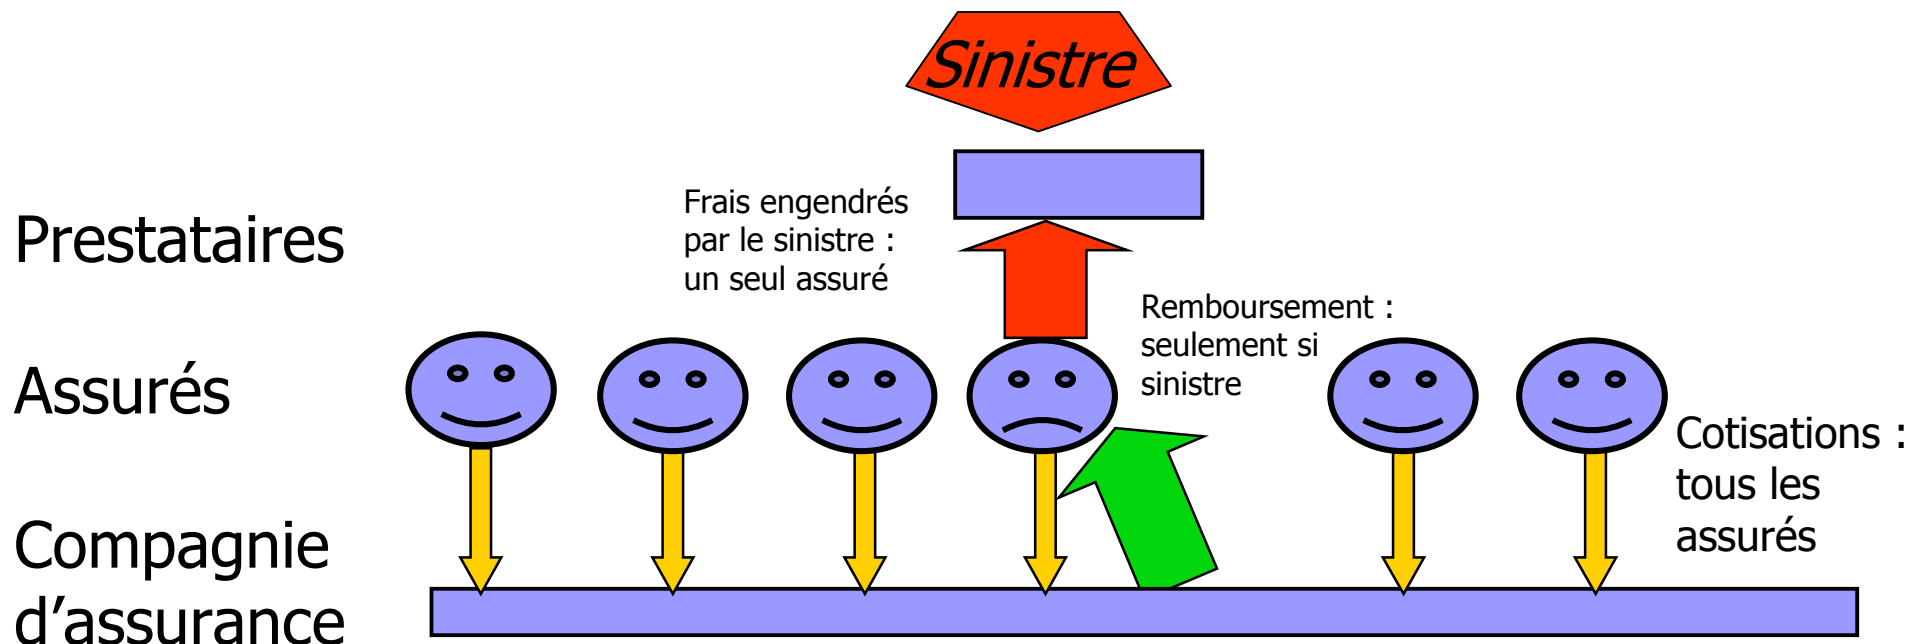 Sinistre
Frais engendrés
par le sinistre :
un seul assuré
Prestataires
Remboursement :
seulement si
sinistre
Assurés
Cotisations :
tous les
assurés
Compagnie
d’assurance